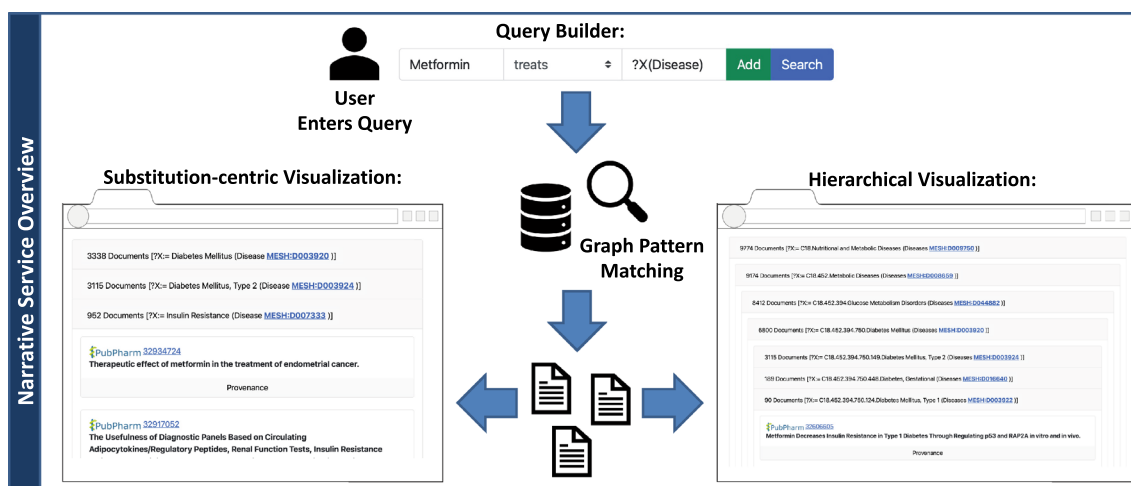 Narrative Service Overview
Query Builder:
Metformin treats ?X(Disease) Add Search
User
Enters Query
Substitution-centric Visualization:
3338 Documents [?X:= Diabetes Mellitus (Disease MESH:D003920 )]
3115 Documents [?X:= Diabetes Mellitus, Type 2 (Disease MESH:D003924 )]
952 Documents [?X:= Insulin Resistance (Disease MESH:D007333 )]
PubPharm 32934724
Therapeutic effect of metformin in the treatment of endometrial cancer.
Provenance
PubPharm 32917052
The Usefulness of Diagnostic Panels Based on Circulating
Adipocytokines/Regulatory Peptides, Renal Function Tests, Insulin Resistance
Graph Pattern
Matching
Hierarchical Visualization:
9774 Documents [?X:= C18.Nutritional and Metabolic Diseases (Diseases MESH:D009750 )]
9174 Documents [?X:= C18.452.Metabolic Diseases (Diseases MESH:D008659 )]
8412 Documents [?X:= C18.452.394.Glucose Metabolism Disorders (Diseases MESH:D044882 )]
6800 Documents [?X:= C18.452.394.750.Diabetes Mellitus (Diseases MESH:D003920 )]
3115 Documents [?X:= C18.452.394.750.149.Diabetes Mellitus, Type 2 (Diseases MESH:D003924 )]
189 Documents [?X:= C18.452.394.750.448.Diabetes, Gestational (Diseases MESH:D016640 )]
90 Documents [?X:= C18.452.394.750.124.Diabetes Mellitus, Type 1 (Diseases MESH:D003922 )]
PubPharm 32606605
Metformin Decreases Insulin Resistance in Type 1 Diabetes Through Regulating p53 and RAP2A in vitro and in vivo.
Provenance